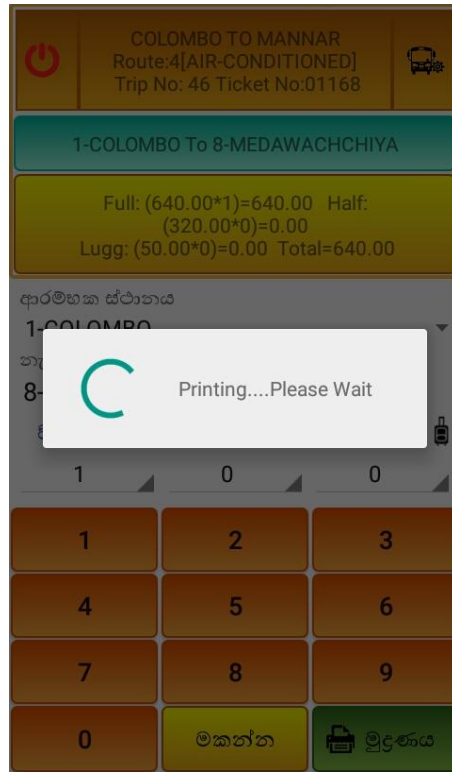 COLOMBO TO MANNAR
Route:4[AIR-CONDITIONED]
Trip No: 46 Ticket No:01168
1-COLOMBO To 8-MEDAWACHCHIYA
Full: (640.00*1)=640.00 Half:
(320.00*0)=0.00
Lugg: (50.00*0)=0.00 Total=640.00
ආරම්භක ස්ථානය
1-COLOMBO
8-
Printing....Please Wait
1 0 0
1 2 3
4 5 6
7 8 9
0 මකන්න මුද්‍රණය